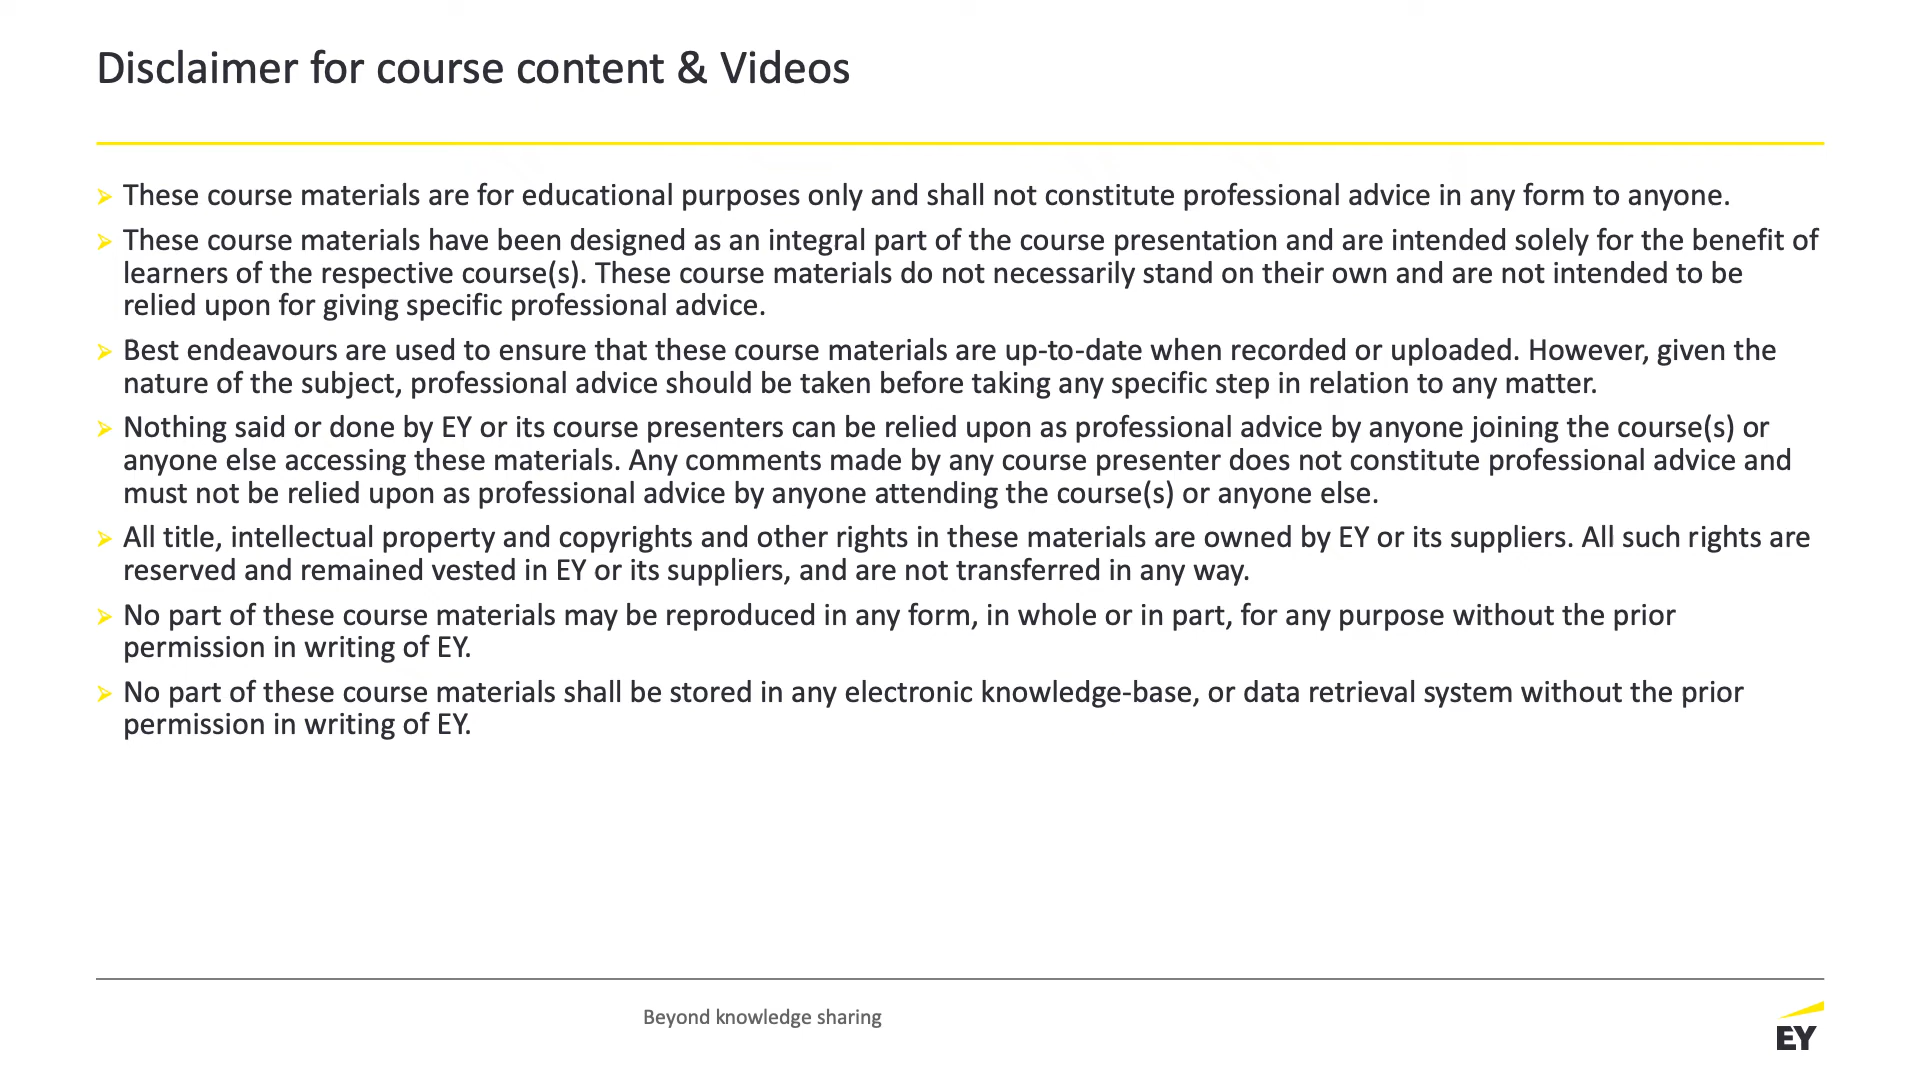 Disclaimer for course content & Videos
These course materials are for educational purposes only and shall not constitute professional advice in any form to anyone.
These course materials have been designed as an integral part of the course presentation and are intended solely for the benefit of
learners of the respective course(s). These course materials do not necessarily stand on their own and are not intended to be
relied upon for giving specific professional advice.
Best endeavours are used to ensure that these course materials are up-to-date when recorded or uploaded. However, given the
nature of the subject, professional advice should be taken before taking any specific step in relation to any matter.
Nothing said or done by EY or its course presenters can be relied upon as professional advice by anyone joining the course(s) or
anyone else accessing these materials. Any comments made by any course presenter does not constitute professional advice and
must not be relied upon as professional advice by anyone attending the course(s) or anyone else.
All title, intellectual property and copyrights and other rights in these materials are owned by EY or its suppliers. All such rights are
reserved and remained vested in EY or its suppliers, and are not transferred in any way.
No part of these course materials may be reproduced in any form, in whole or in part, for any purpose without the prior
permission in writing of EY.
No part of these course materials shall be stored in any electronic knowledge-base, or data retrieval system without the prior
permission in writing of EY.
Beyond knowledge sharing
EY